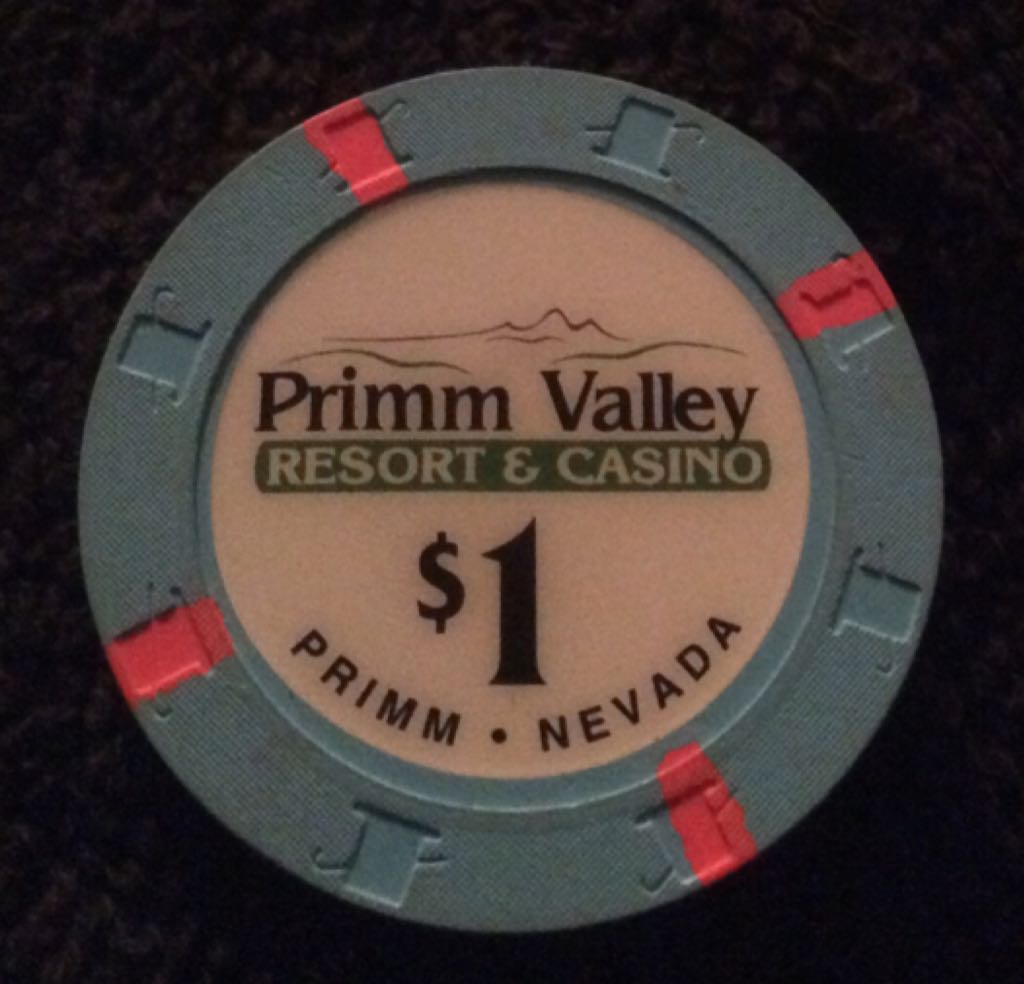 Primm Valley
RESORT & CASINO
$1
PRIMM • NEVADA